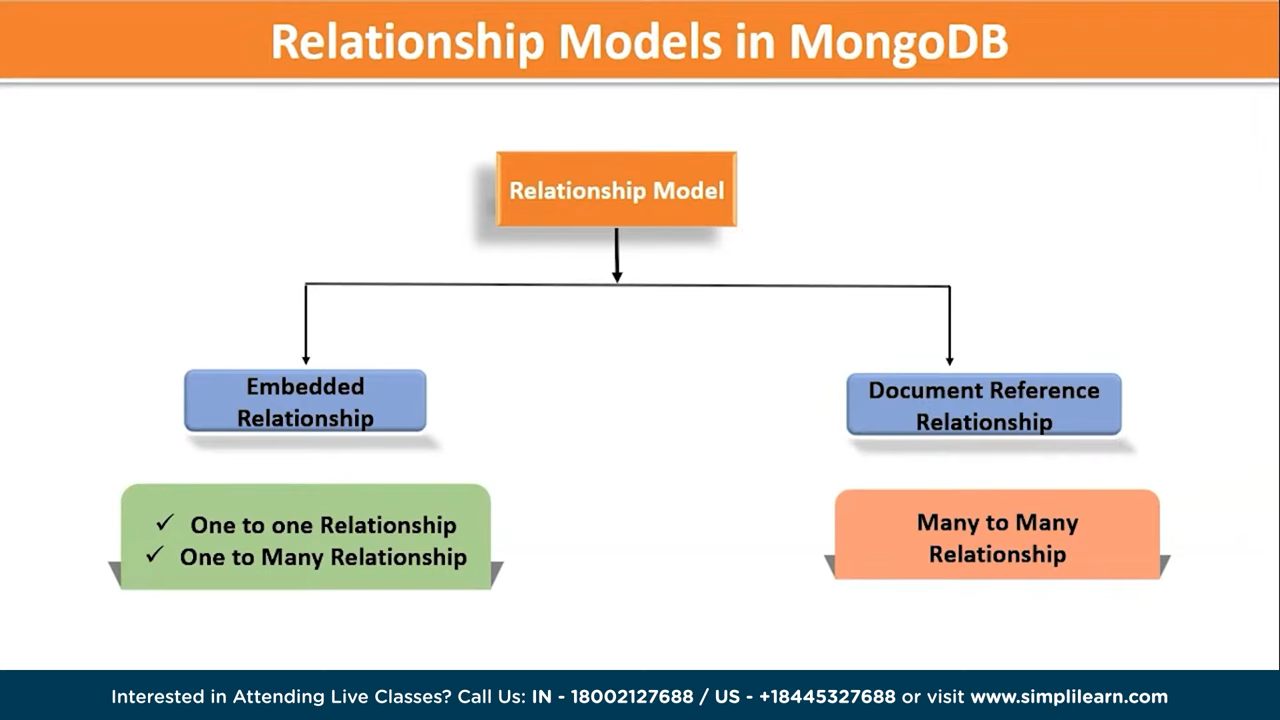 Relationship Models in MongoDB
Relationship Model
Embedded
Relationship
Document Reference
Relationship
✓ One to one Relationship
✓ One to Many Relationship
Many to Many
Relationship
Interested in Attending Live Classes? Call Us: IN - 18002127688 / US - +18445327688 or visit www.simplilearn.com